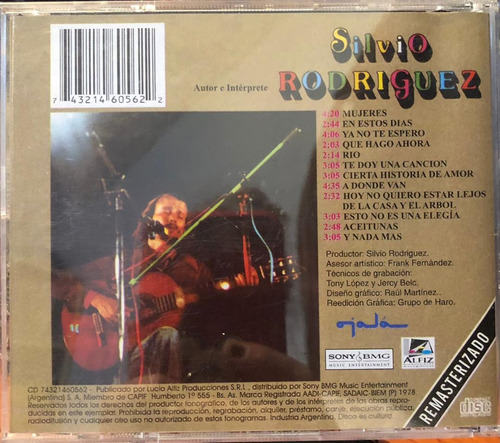 SilviO
RODRIGUEZ
Autor e Intérprete
7 43214 60562 2
4:20 MUJERES
2:44 EN ESTOS DIAS
4:06 YA NO TE ESPERO
2:03 QUE HAGO AHORA
2:14 RIO
3:05 TE DOY UNA CANCION
3:05 CIERTA HISTORIA DE AMOR
4:35 A DONDE VAN
2:32 HOY NO QUIERO ESTAR LEJOS
DE LA CASA Y EL ARBOL
3:03 ESTO NO ES UNA ELEGÍA
2:48 ACEITUNAS
3:05 Y NADA MAS
Productor: Silvio Rodríguez.
Asesor artístico: Frank Fernández.
Técnicos de grabación:
Tony López y Jercy Belc.
Diseño gráfico: Raúl Martínez.
Reedición Gráfica: Grupo de Haro.
ojalá
SONY BMG
MUSIC ENTERTAINMENT
ALFIZ
REMASTERIZADO
CD 74321460562 - Publicado por Lucio Alfiz Producciones S.R.L., distribuido por Sony BMG Music Entertainment
(Argentina) S. A. Miembro de CAPIF Humberto 1º 555 - Bs. As. Marca Registrada AADI-CAPIF, SADAIC-BIEM (P) 1978
Reservados todos los derechos del productor fonográfico, de los autores y de los intérpretes de las obras repro-
ducidas en este ejemplar. Prohibida la reproducción, regrabación, alquiler, préstamo, canje, ejecución pública,
radiodifusión y cualquier otro uso no autorizado de estos fonogramas. Industria Argentina. Disco es cultura